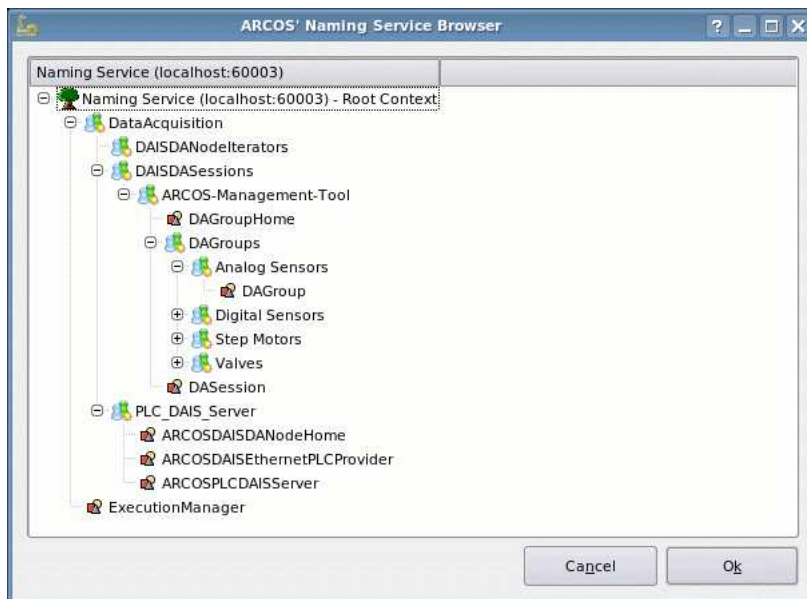 ARCOS' Naming Service Browser
Naming Service (localhost:60003)
Naming Service (localhost:60003) - Root Context
DataAcquisition
DAISDANodeIterators
DAISDASessions
ARCOS-Management-Tool
DAGroupHome
DAGroups
Analog Sensors
DAGroup
Digital Sensors
Step Motors
Valves
DASession
PLC_DAIS_Server
ARCOSDAISDANodeHome
ARCOSDAISEthernetPLCProvider
ARCOSPLCDAISServer
ExecutionManager
Cancel Ok